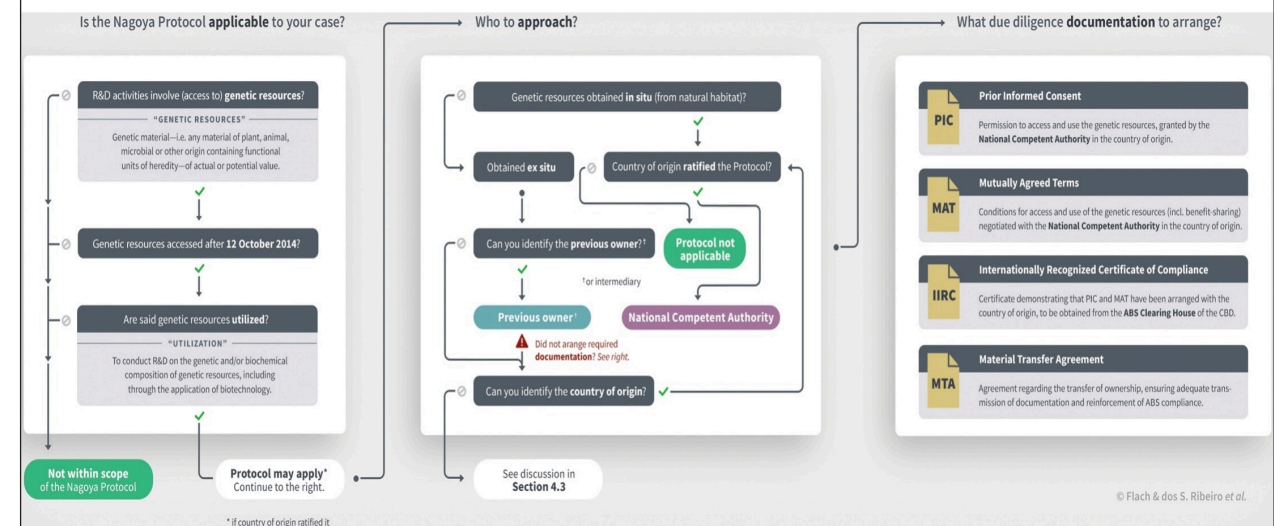 Is the Nagoya Protocol applicable to your case?
R&D activities involve (access to) genetic resources?
"GENETIC RESOURCES"
Genetic material—i.e. any material of plant, animal,
microbial or other origin containing functional
units of heredity—of actual or potential value.
Genetic resources accessed after 12 October 2014?
Are said genetic resources utilized?
"UTILIZATION"
To conduct R&D on the genetic and/or biochemical
composition of genetic resources, including
through the application of biotechnology.
Not within scope
of the Nagoya Protocol
Protocol may apply*
Continue to the right.
* if country of origin ratified it
Who to approach?
Genetic resources obtained in situ (from natural habitat)?
Obtained ex situ
Country of origin ratified the Protocol?
Can you identify the previous owner?†
Protocol not
applicable
†or intermediary
Previous owner†
National Competent Authority
Did not arange required
documentation? See right.
Can you identify the country of origin?
See discussion in
Section 4.3
What due diligence documentation to arrange?
PIC
Prior Informed Consent
Permission to access and use the genetic resources, granted by the
National Competent Authority in the country of origin.
MAT
Mutually Agreed Terms
Conditions for access and use of the genetic resources (incl. benefit-sharing)
negotiated with the National Competent Authority in the country of origin.
IIRC
Internationally Recognized Certificate of Compliance
Certificate demonstrating that PIC and MAT have been arranged with the
country of origin, to be obtained from the ABS Clearing House of the CBD.
MTA
Material Transfer Agreement
Agreement regarding the transfer of ownership, ensuring adequate trans-
mission of documentation and reinforcement of ABS compliance.
© Flach & dos S. Ribeiro et al.